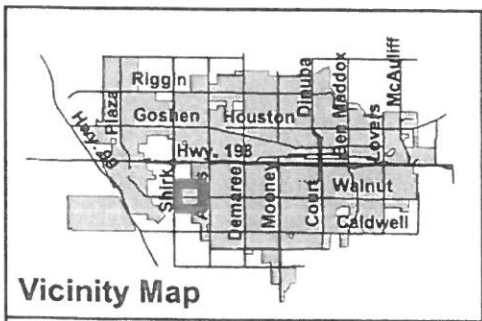 Riggin
Plaza
Goshen
Houston
Dinuba
Ben Maddox
Lovers
McAuliff
Hwy. 99
Hwy. 198
Shirk
Demaree
Mooney
Court
Walnut
Caldwell
Vicinity Map